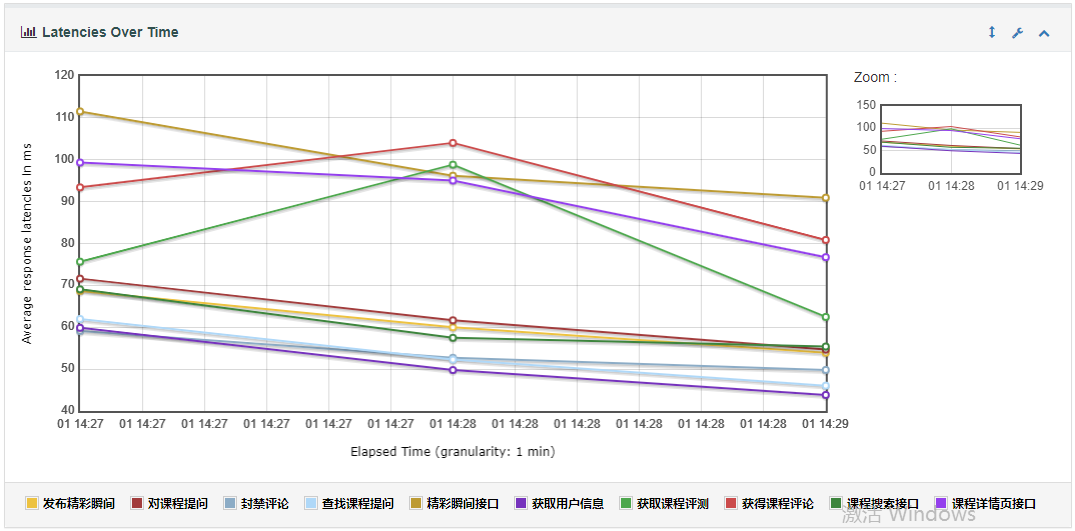 Latencies Over Time
Zoom :
120
110
100
90
80
70
60
50
40
Average response latencies in ms
01 14:27 01 14:27 01 14:27 01 14:27 01 14:27 01 14:27 01 14:28 01 14:28 01 14:28 01 14:28 01 14:28 01 14:28 01 14:29
Elapsed Time (granularity: 1 min)
150
100
50
0
01 14:27 01 14:28 01 14:29
发布精彩瞬间 对课程提问 封禁评论 查找课程提问 精彩瞬间接口 获取用户信息 获取课程评测 获得课程评论 课程搜索接口 课程详情页接口
激活 Windows